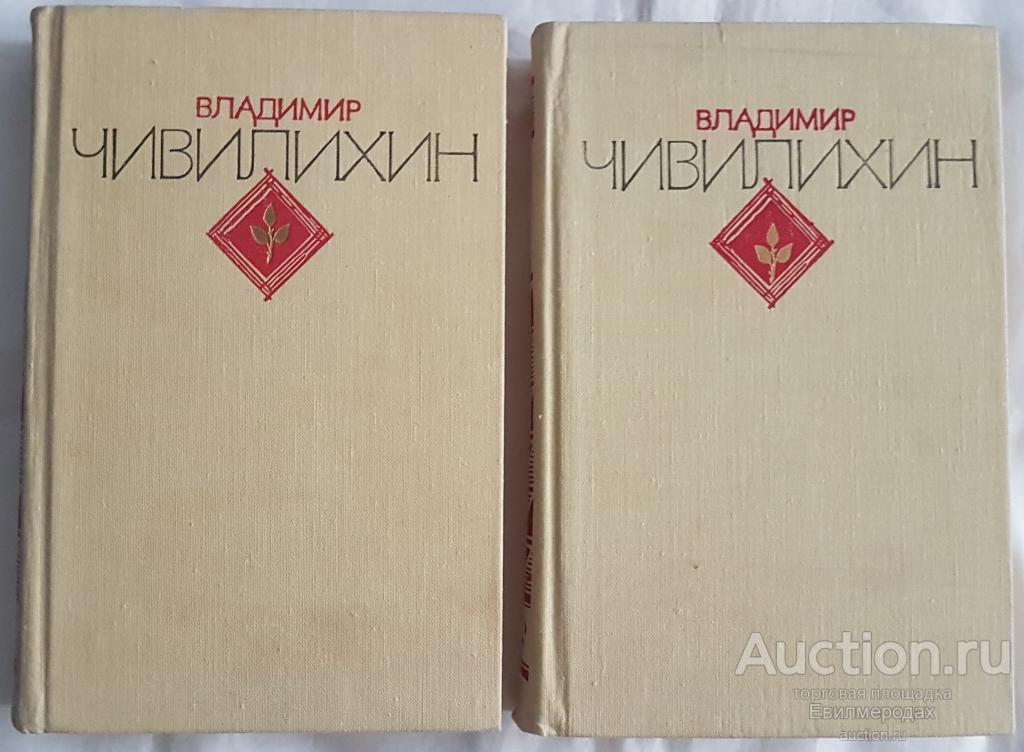 ВЛАДИМИР
ЧИВИЛИХИН
ВЛАДИМИР
ЧИВИЛИХИН
Auction.ru
торговая площадка
Евилмеродах
auction.ru